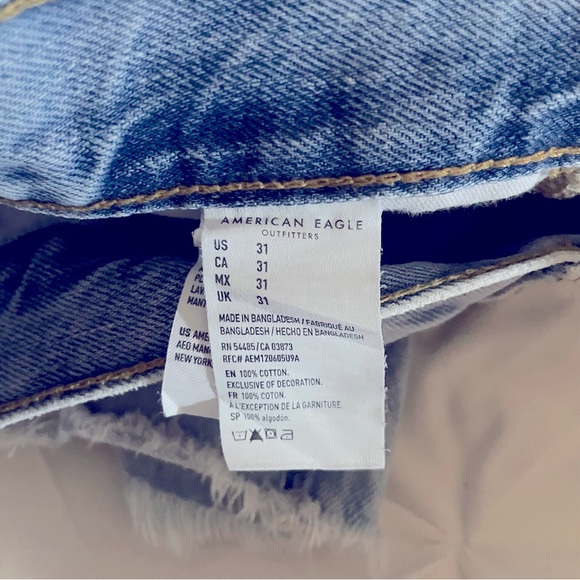 AMERICAN EAGLE
OUTFITTERS
US 31
CA 31
MX 31
UK 31
MADE IN BANGLADESH / FABRIQUÉ AU
BANGLADESH / HECHO EN BANGLADESH
RN 54485/CA 03873
RFC# AEM120605U9A
EN 100% COTTON.
EXCLUSIVE OF DECORATION.
FR 100% COTON.
À L'EXCEPTION DE LA GARNITURE.
SP 100% algodón.
LAV
US AME
AEO MAN
NEW YORK